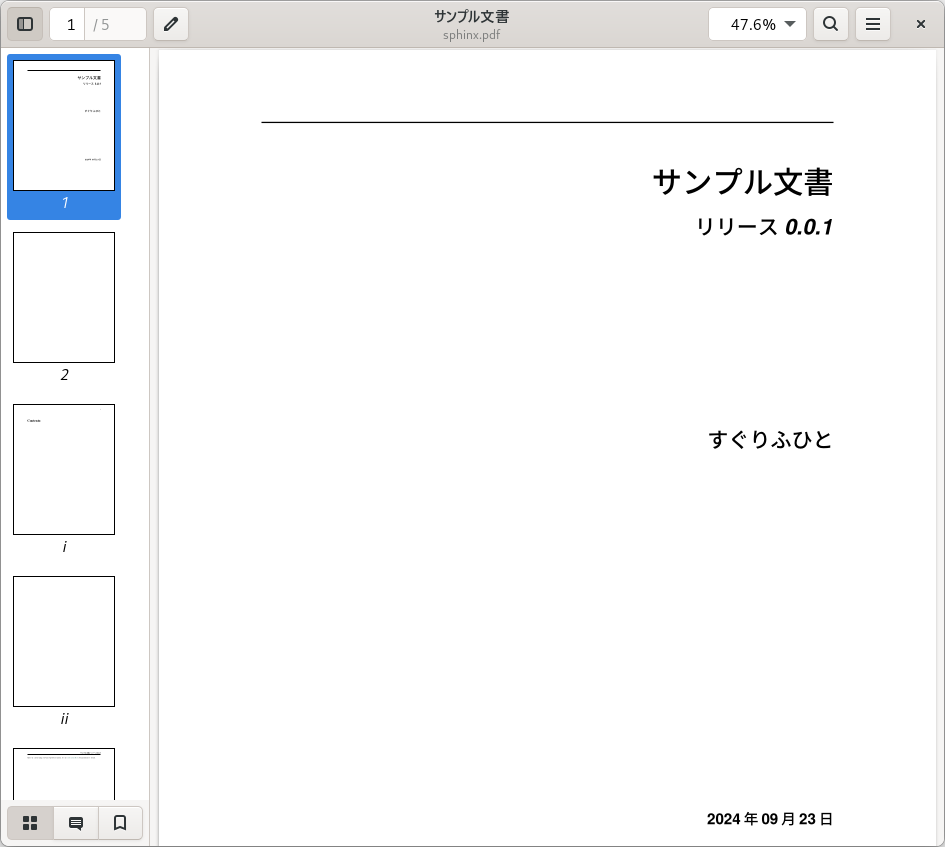 1 / 5
サンプル文書
sphinx.pdf
47.6%
1
2
Contents
i
ii
サンプル文書
リリース 0.0.1
すぐりふひと
2024 年 09 月 23 日